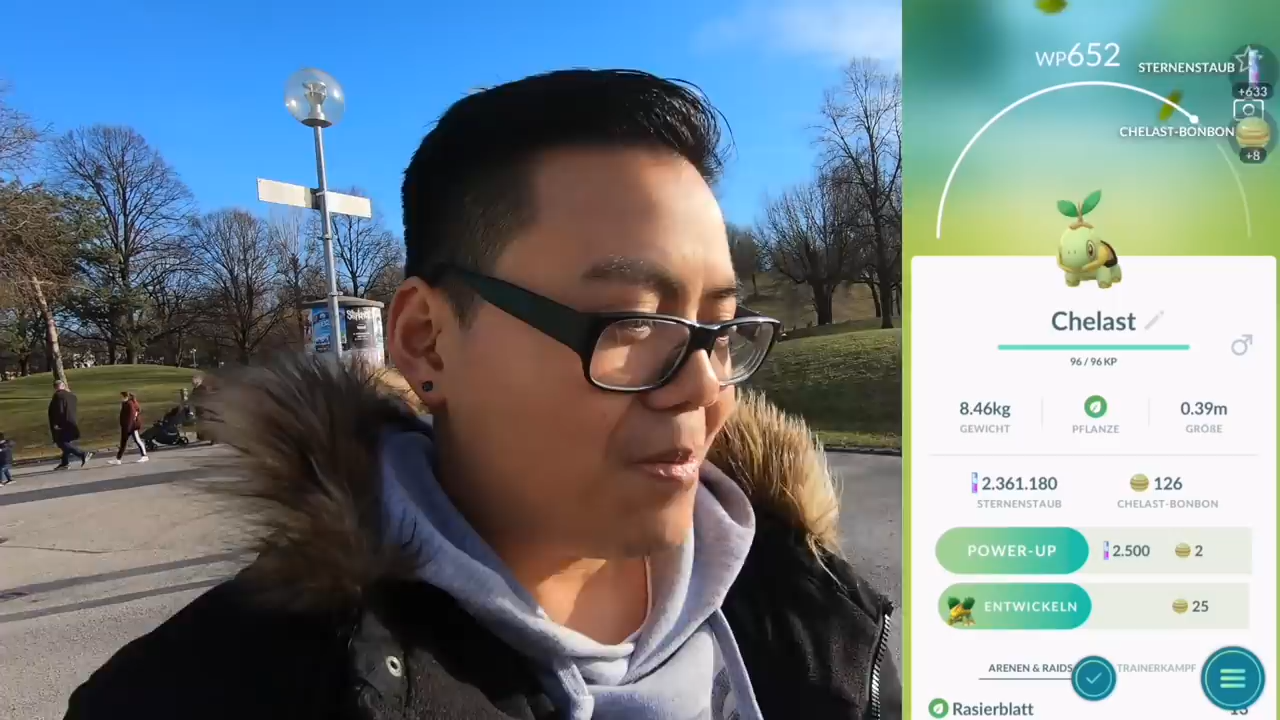 WP652
STERNENSTAUB
+633
CHELAST-BONBON
+8
Chelast
96 / 96 KP
8.46kg
GEWICHT
PFLANZE
0.39m
GRÖßE
2.361.180
STERNENSTAUB
126
CHELAST-BONBON
POWER-UP
2.500
2
ENTWICKELN
25
ARENEN & RAIDS
TRAINERKAMPF
Rasierblatt